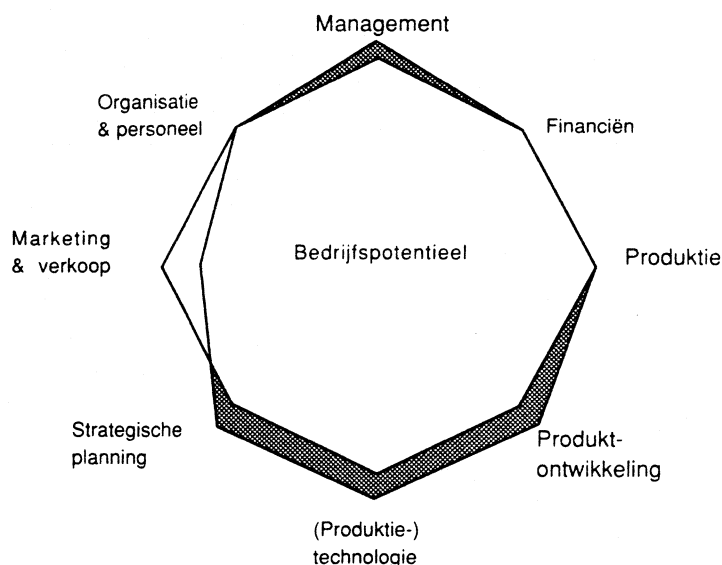 Management
Organisatie
& personeel
Financiën
Marketing
& verkoop
Bedrijfspotentieel
Produktie
Strategische
planning
Produkt-
ontwikkeling
(Produktie-)
technologie